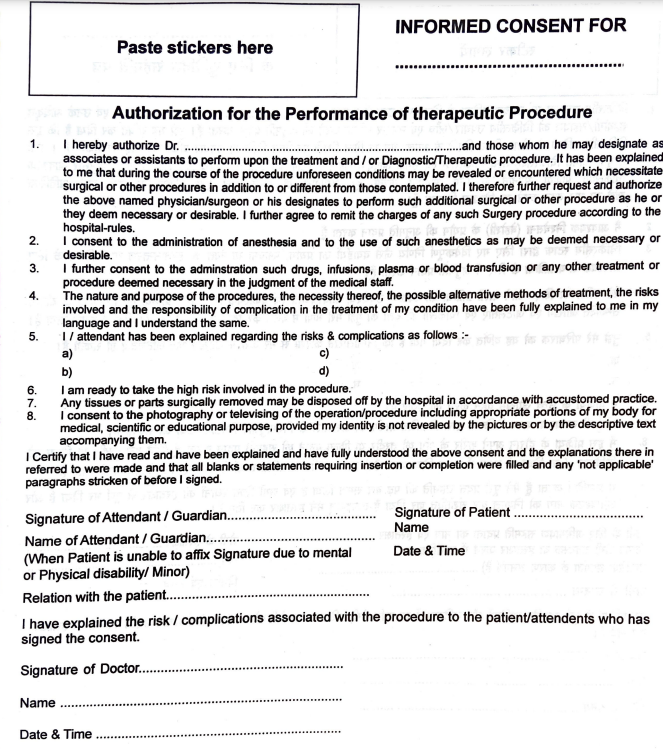 Paste stickers here
INFORMED CONSENT FOR
................................................
Authorization for the Performance of therapeutic Procedure
1. I hereby authorize Dr. ..............................................................and those whom he may designate as
associates or assistants to perform upon the treatment and / or Diagnostic/Therapeutic procedure. It has been explained
to me that during the course of the procedure unforeseen conditions may be revealed or encountered which necessitate
surgical or other procedures in addition to or different from those contemplated. I therefore further request and authorize
the above named physician/surgeon or his designates to perform such additional surgical or other procedure as he or
they deem necessary or desirable. I further agree to remit the charges of any such Surgery procedure according to the
hospital-rules.
2. I consent to the administration of anesthesia and to the use of such anesthetics as may be deemed necessary or
desirable.
3. I further consent to the adminstration such drugs, infusions, plasma or blood transfusion or any other treatment or
procedure deemed necessary in the judgment of the medical staff.
4. The nature and purpose of the procedures, the necessity thereof, the possible alternative methods of treatment, the risks
involved and the responsibility of complication in the treatment of my condition have been fully explained to me in my
language and I understand the same.
5. I / attendant has been explained regarding the risks & complications as follows :-
a) c)
b) d)
6. I am ready to take the high risk involved in the procedure.
7. Any tissues or parts surgically removed may be disposed off by the hospital in accordance with accustomed practice.
8. I consent to the photography or televising of the operation/procedure including appropriate portions of my body for
medical, scientific or educational purpose, provided my identity is not revealed by the pictures or by the descriptive text
accompanying them.
I Certify that I have read and have been explained and have fully understood the above consent and the explanations there in
referred to were made and that all blanks or statements requiring insertion or completion were filled and any 'not applicable'
paragraphs stricken of before I signed.
Signature of Attendant / Guardian................................
Signature of Patient ............................
Name
Name of Attendant / Guardian....................................
(When Patient is unable to affix Signature due to mental
or Physical disability/ Minor)
Date & Time
Relation with the patient.............................................
I have explained the risk / complications associated with the procedure to the patient/attendents who has
signed the consent.
Signature of Doctor.............................................
Name ...............................................................
Date & Time ......................................................